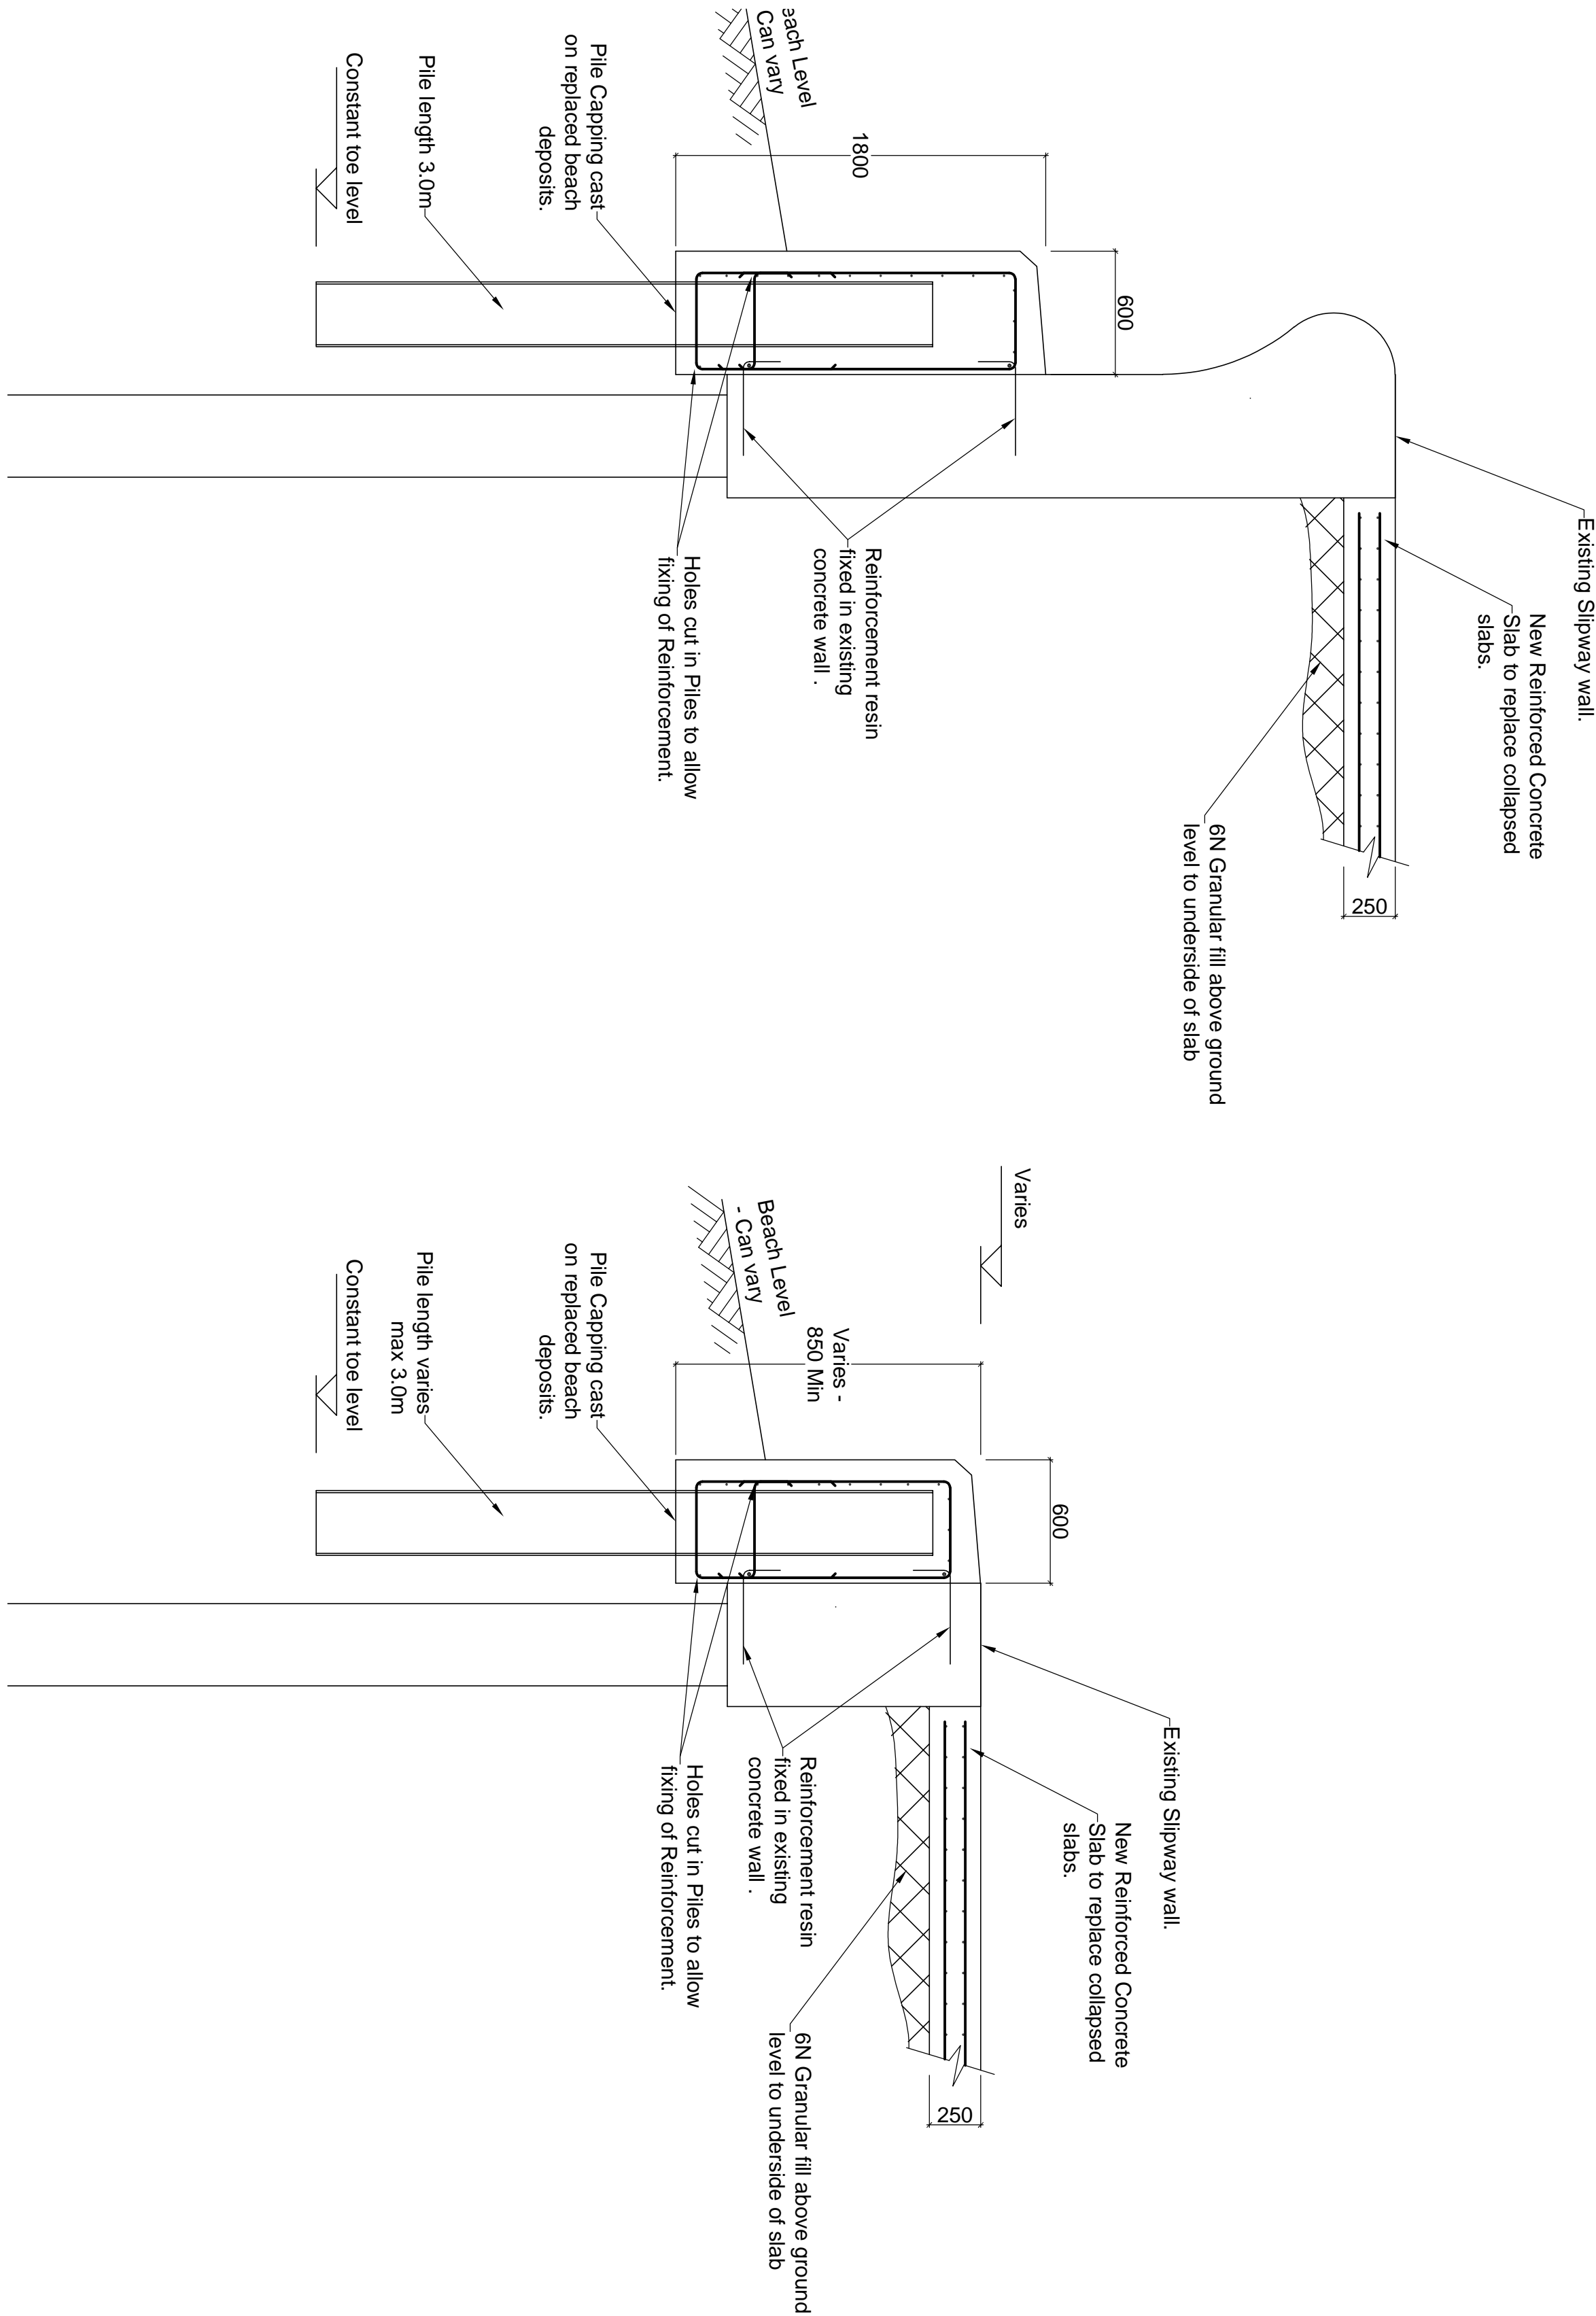 Existing Slipway wall.
New Reinforced Concrete
Slab to replace collapsed
slabs.
250
6N Granular fill above ground
level to underside of slab
600
1800
each Level
Can vary
Reinforcement resin
fixed in existing
concrete wall .
Holes cut in Piles to allow
fixing of Reinforcement.
Pile Capping cast
on replaced beach
deposits.
Pile length 3.0m
Constant toe level
Existing Slipway wall.
New Reinforced Concrete
Slab to replace collapsed
slabs.
250
Varies
600
Varies -
850 Min
Beach Level
- Can vary
6N Granular fill above ground
level to underside of slab
Reinforcement resin
fixed in existing
concrete wall .
Holes cut in Piles to allow
fixing of Reinforcement.
Pile Capping cast
on replaced beach
deposits.
Pile length varies
max 3.0m
Constant toe level